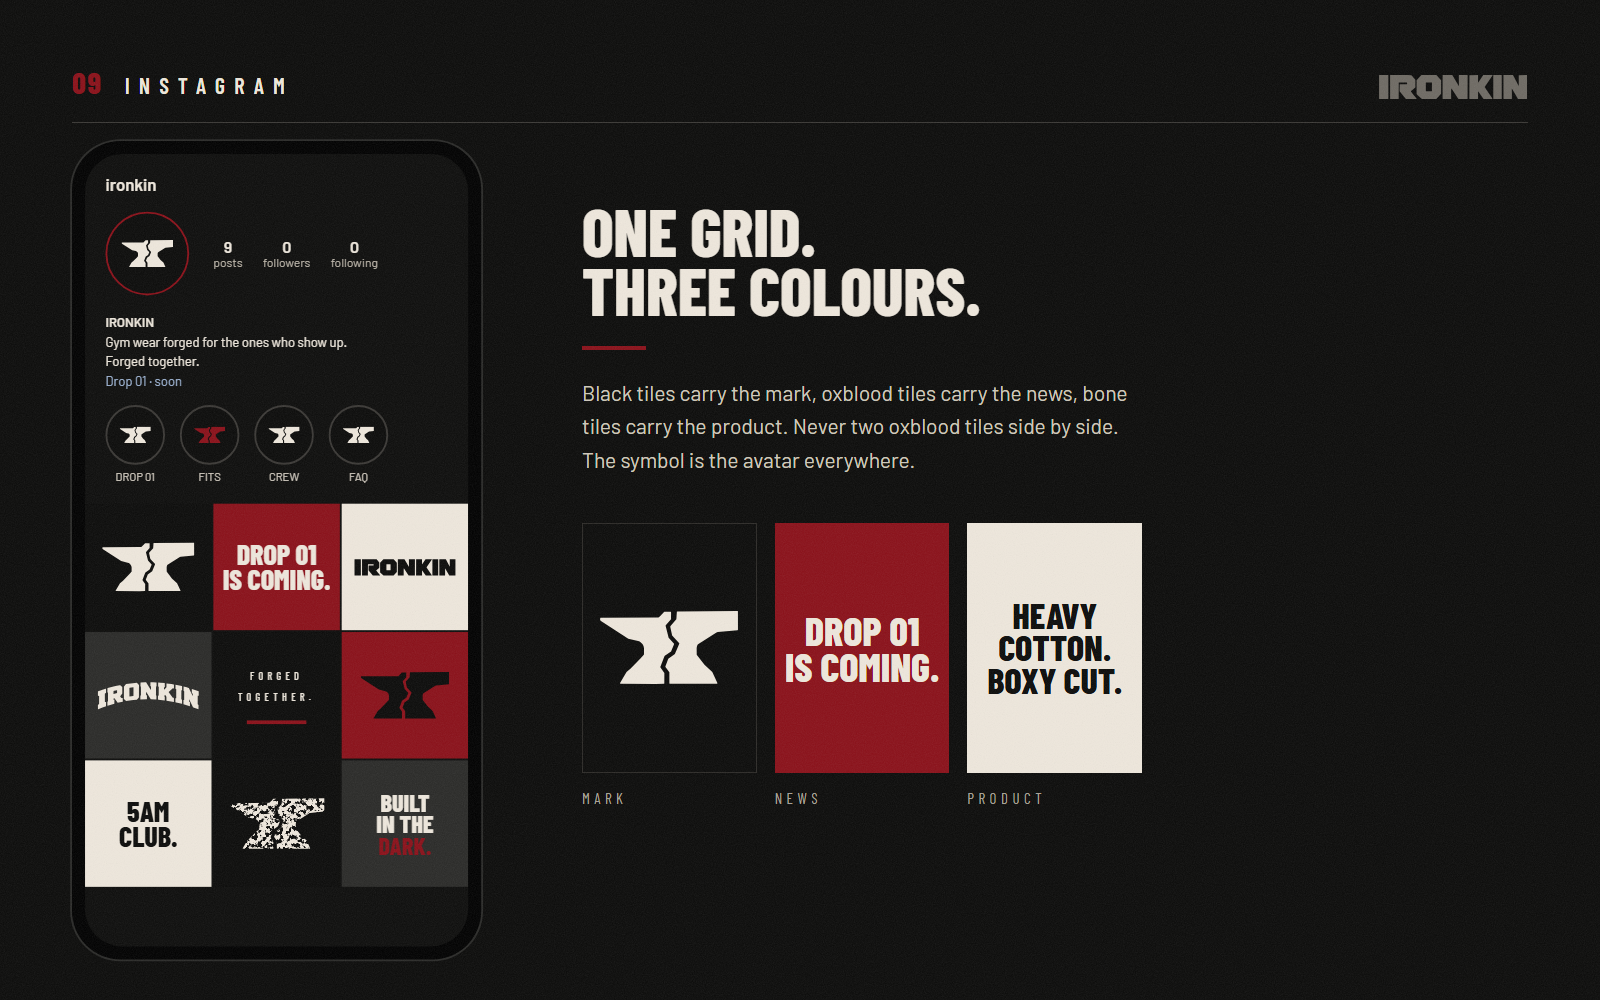 09 INSTAGRAM
IRONKIN
ironkin
9
posts
0
followers
0
following
IRONKIN
Gym wear forged for the ones who show up.
Forged together.
Drop 01 · soon
DROP 01
FITS
CREW
FAQ
DROP 01
IS COMING.
IRONKIN
IRONKIN
FORGED
TOGETHER.
5AM
CLUB.
BUILT
IN THE
DARK.
ONE GRID.
THREE COLOURS.
Black tiles carry the mark, oxblood tiles carry the news, bone
tiles carry the product. Never two oxblood tiles side by side.
The symbol is the avatar everywhere.
DROP 01
IS COMING.
HEAVY
COTTON.
BOXY CUT.
MARK
NEWS
PRODUCT